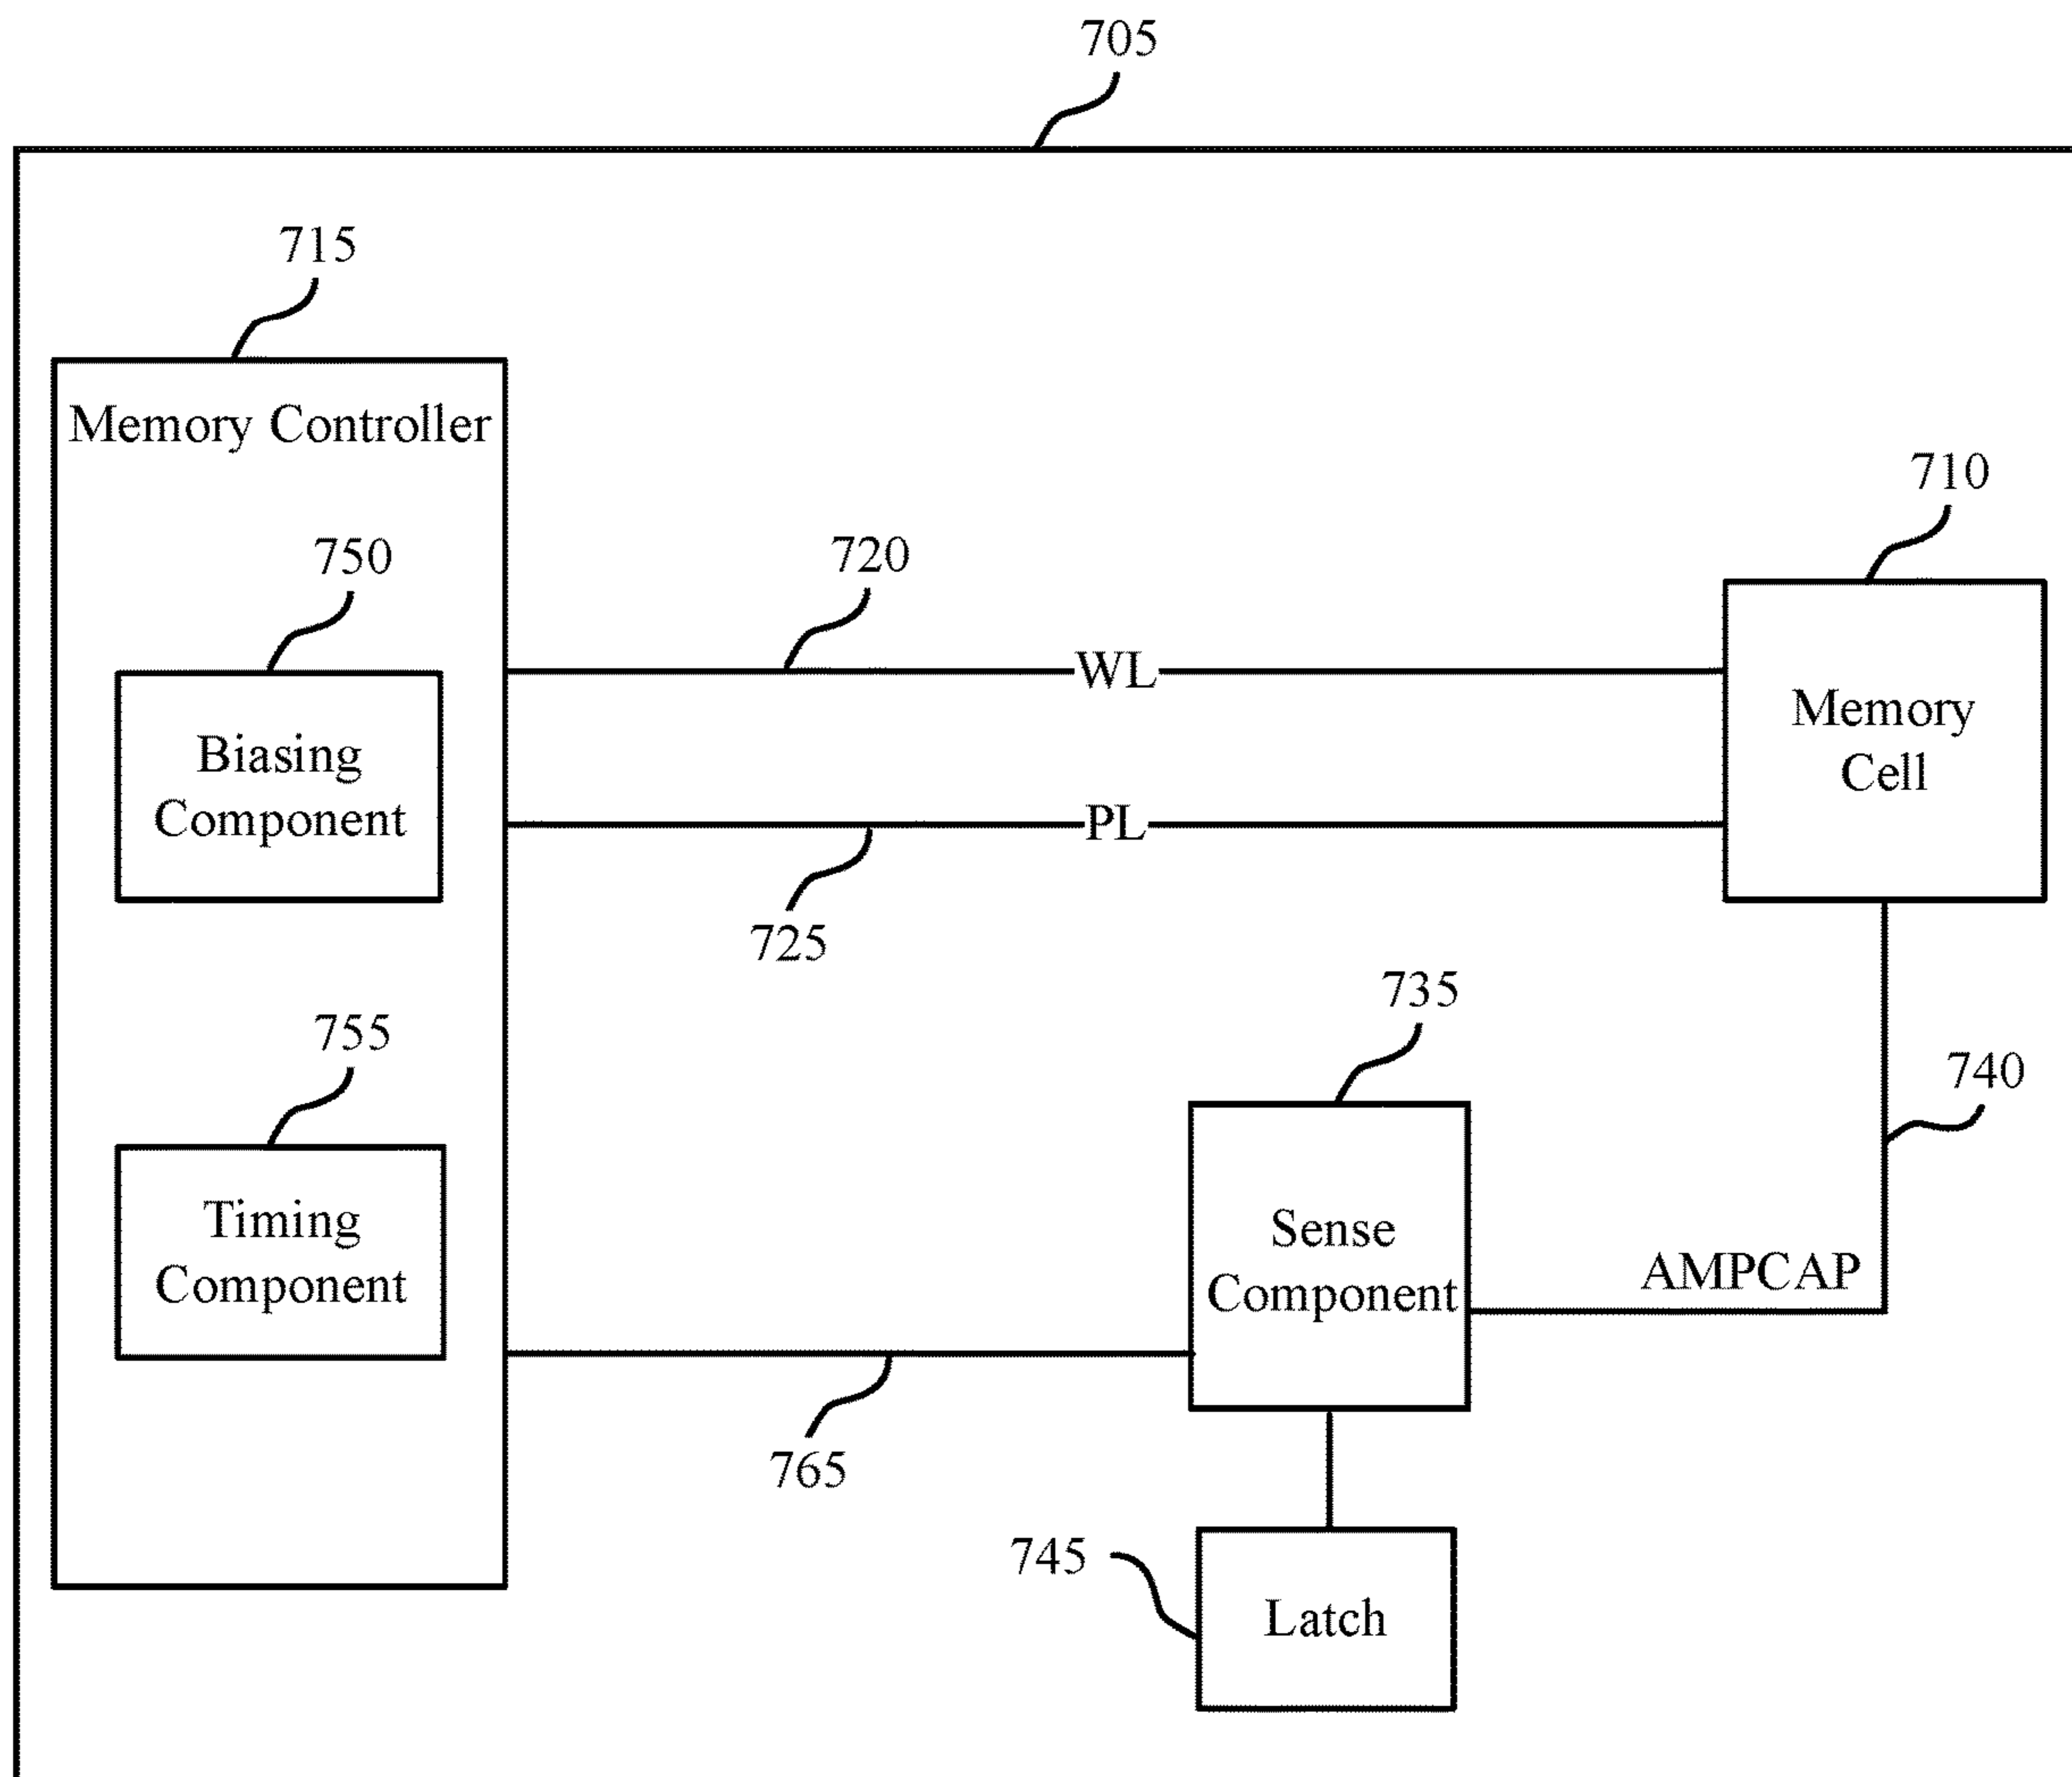 705
715
Memory Controller
710
750
720
WL
Memory
Cell
Biasing
Component
PL
725
735
755
740
Timing
Component
Sense
Component
AMPCAP
765
745
Latch